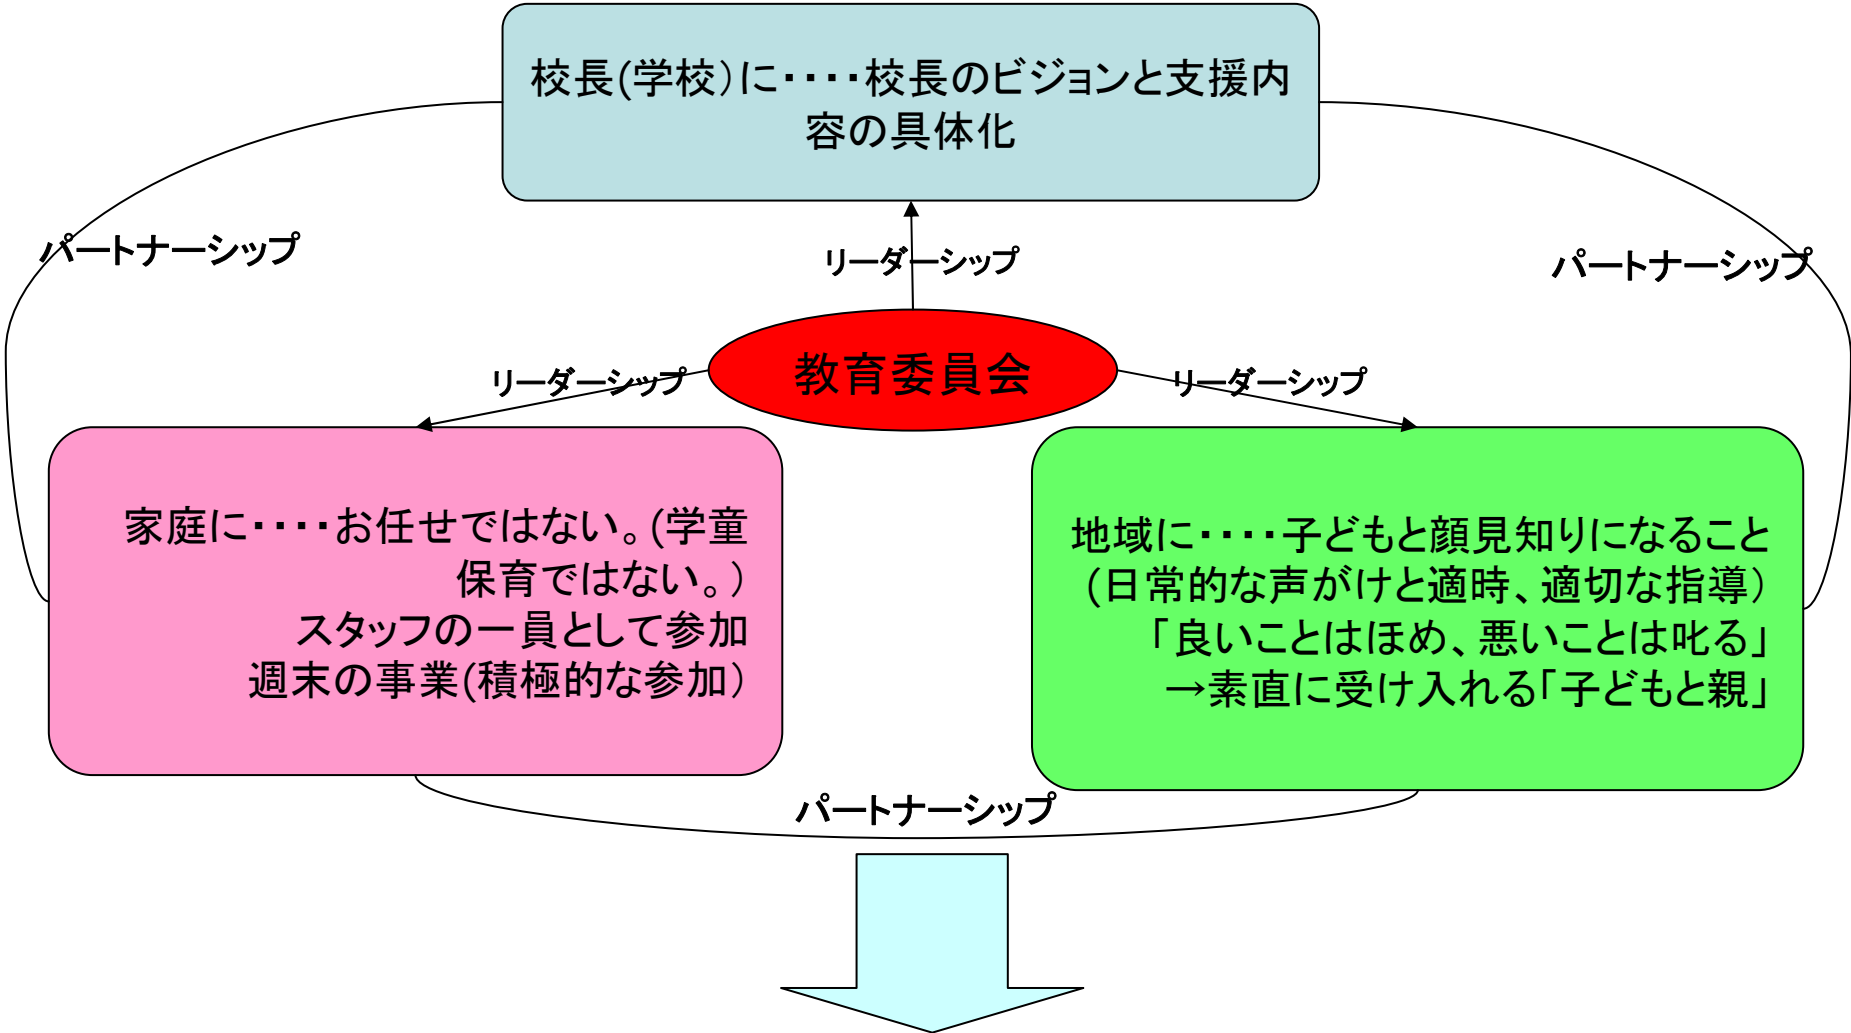 校長(学校)に・・・・校長のビジョンと支援内
容の具体化
パートナーシップ
リーダーシップ
パートナーシップ
リーダーシップ
教育委員会
リーダーシップ
家庭に・・・・お任せではない。(学童
保育ではない。)
スタッフの一員として参加
週末の事業(積極的な参加)
地域に・・・・子どもと顔見知りになること
(日常的な声がけと適時、適切な指導)
「良いことはほめ、悪いことは叱る」
→素直に受け入れる「子どもと親」
パートナーシップ